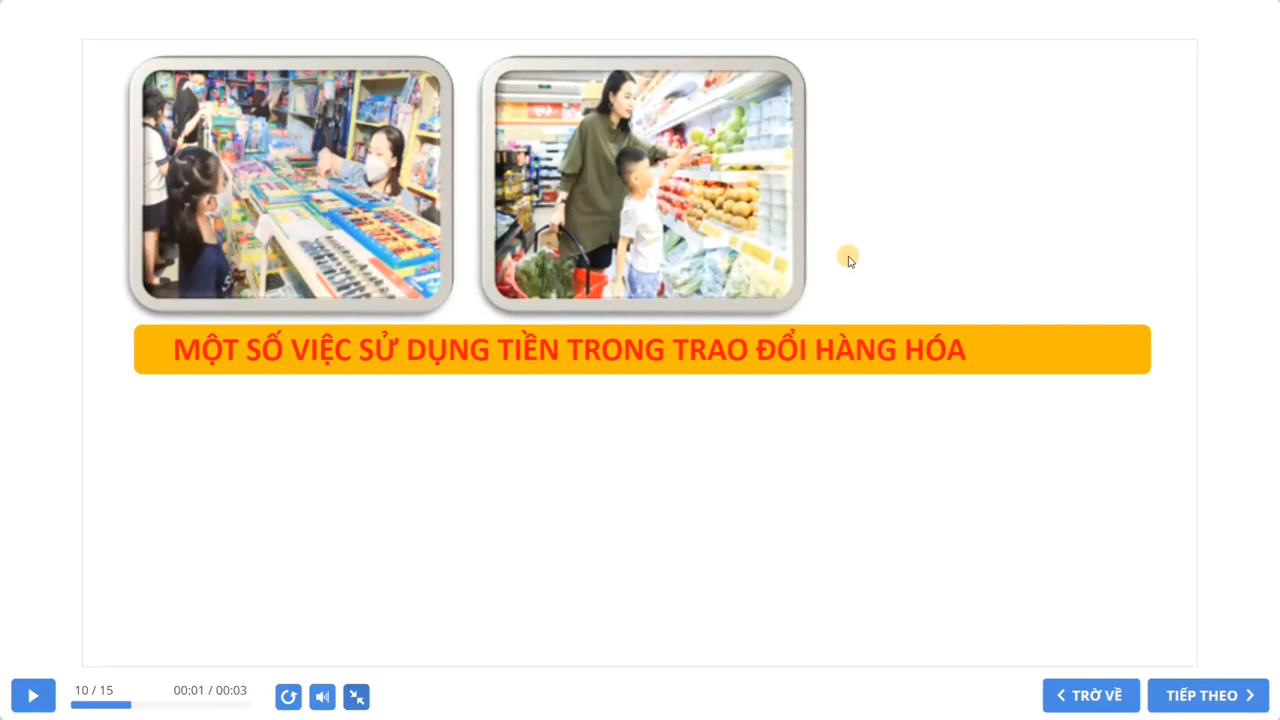 MỘT SỐ VIỆC SỬ DỤNG TIỀN TRONG TRAO ĐỔI HÀNG HÓA
10 / 15
00:01 / 00:03
TRỞ VỀ
TIẾP THEO